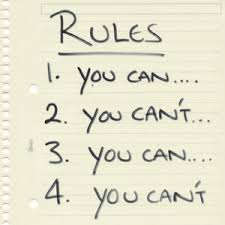 RULES
1. YOU CAN....
2. YOU CAN'T...
3. YOU CAN....
4. YOU CAN'T